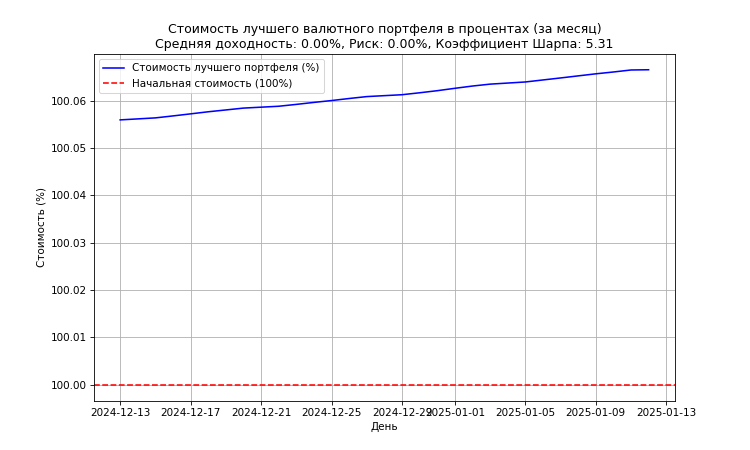 Стоимость лучшего валютного портфеля в процентах (за месяц)
Средняя доходность: 0.00%, Риск: 0.00%, Коэффициент Шарпа: 5.31
Стоимость лучшего портфеля (%)
Начальная стоимость (100%)
100.06
100.05
100.04
100.03
100.02
100.01
100.00
Стоимость (%)
2024-12-13 2024-12-17 2024-12-21 2024-12-25 2024-12-29 2025-01-01 2025-01-05 2025-01-09 2025-01-13
День